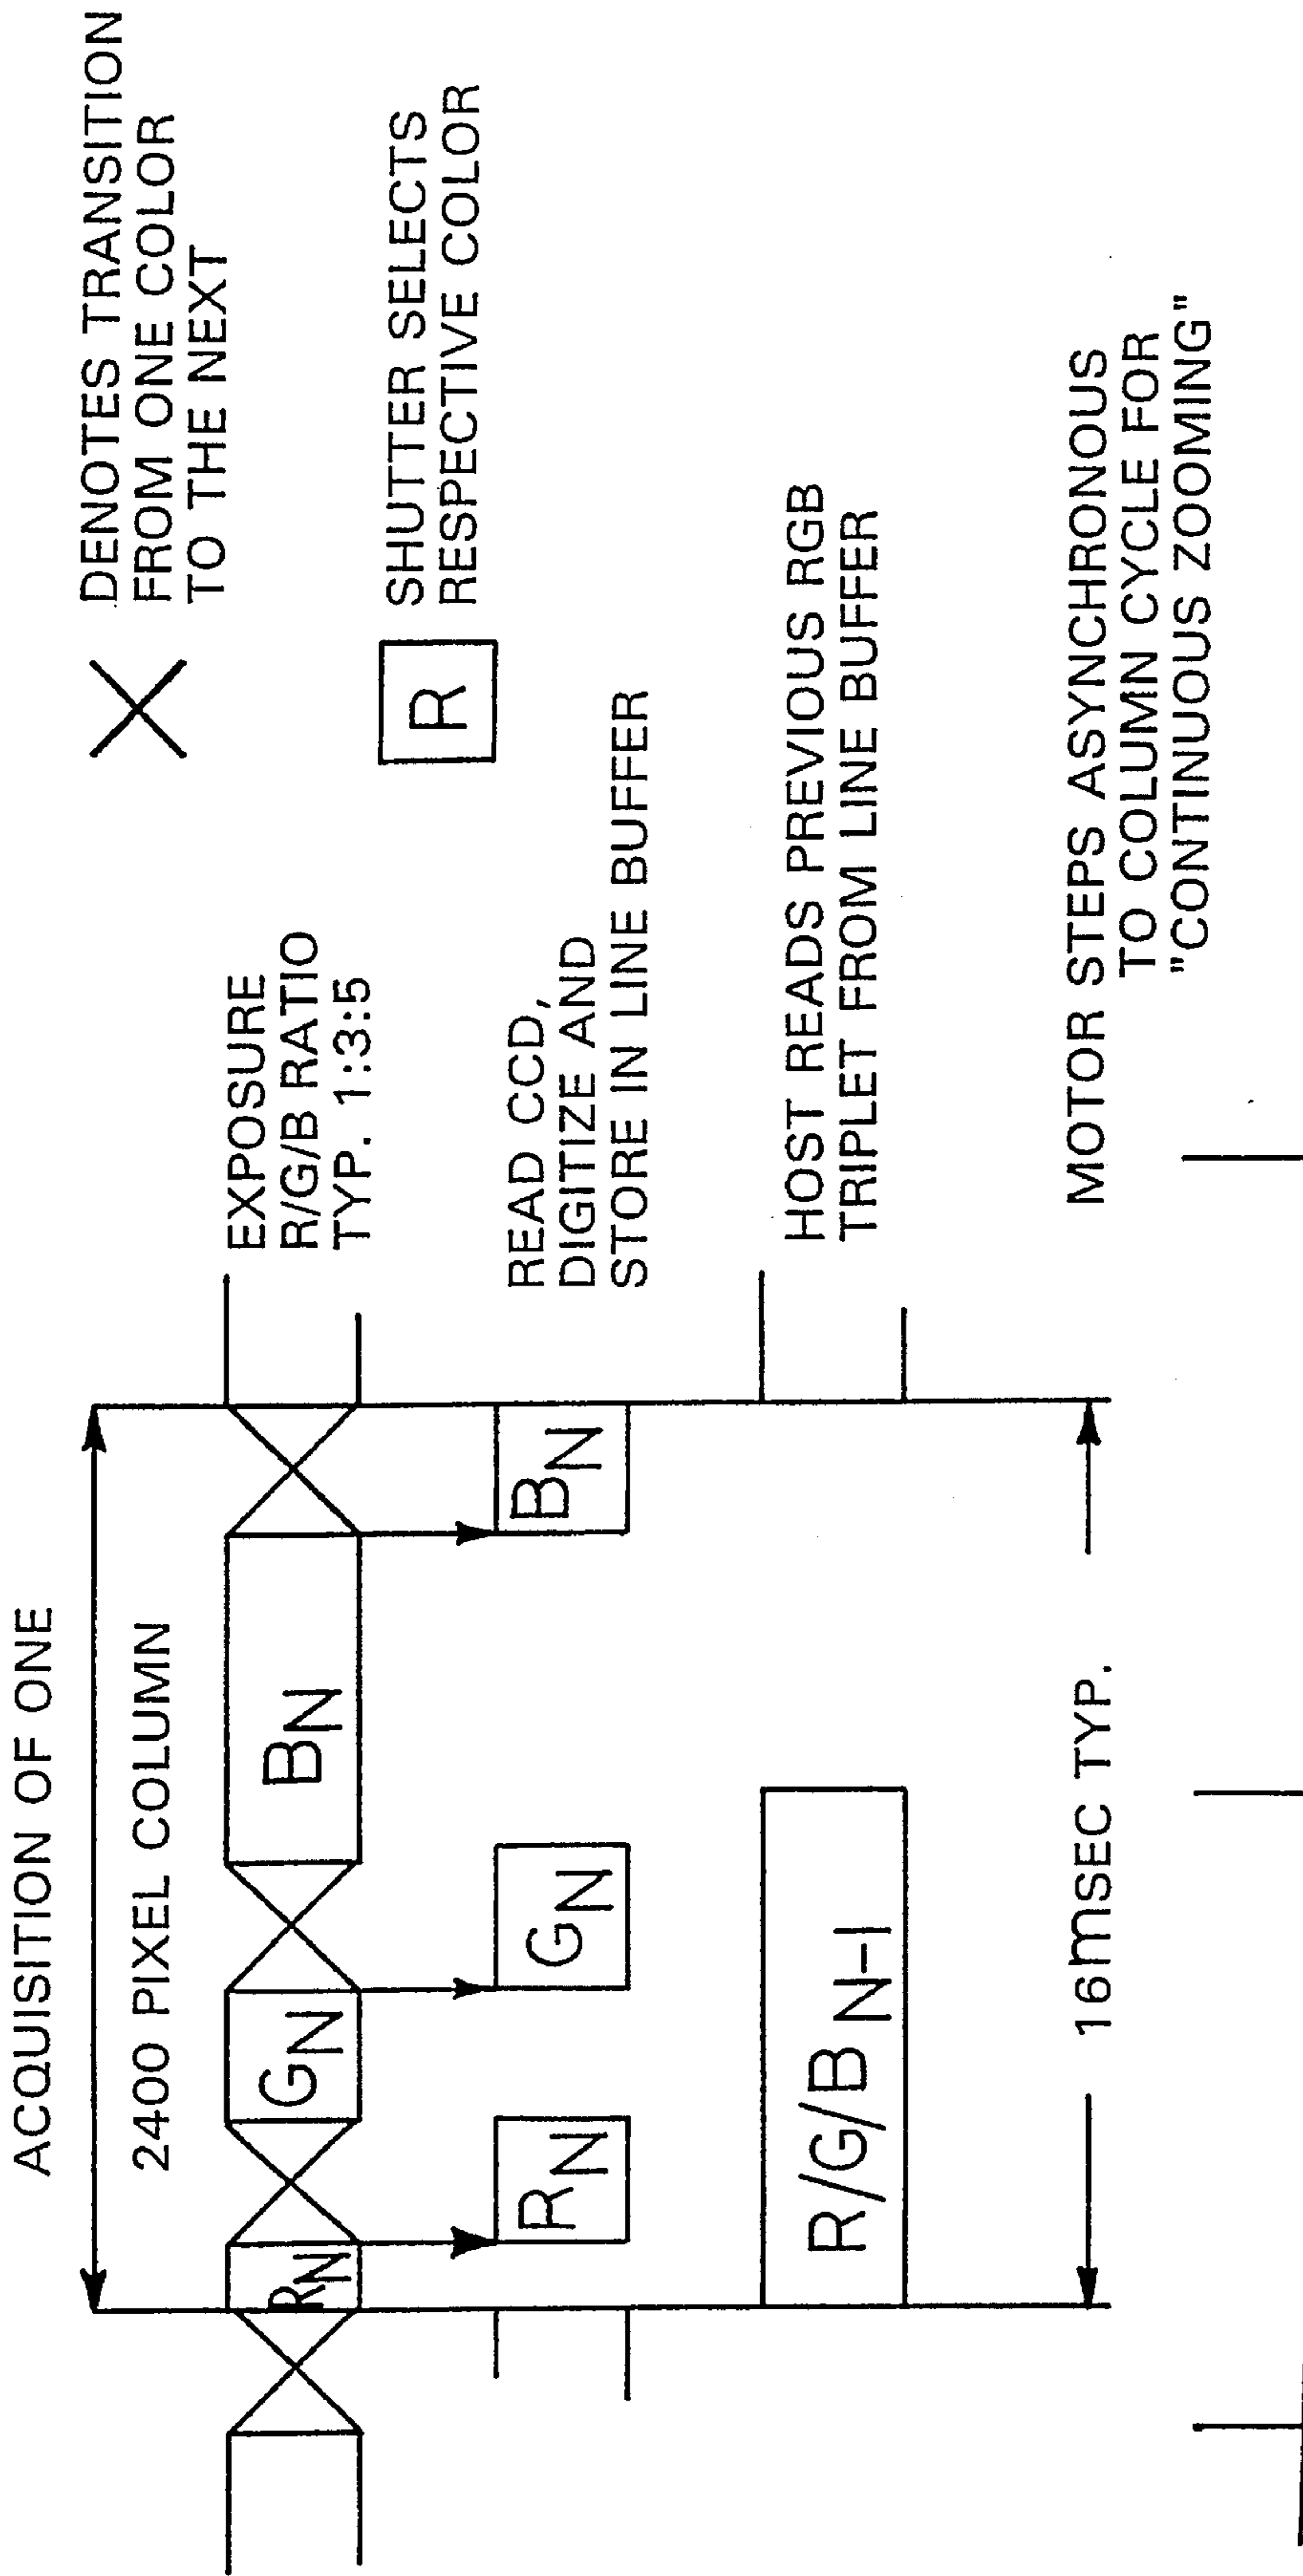 ACQUISITION OF ONE
2400 PIXEL COLUMN
RN
GN
BN
EXPOSURE
R/G/B RATIO
TYP. 1:3:5
DENOTES TRANSITION
FROM ONE COLOR
TO THE NEXT
R
SHUTTER SELECTS
RESPECTIVE COLOR
RN
GN
BN
READ CCD,
DIGITIZE AND
STORE IN LINE BUFFER
R/G/B N-1
HOST READS PREVIOUS RGB
TRIPLET FROM LINE BUFFER
16mSEC TYP.
MOTOR STEPS ASYNCHRONOUS
TO COLUMN CYCLE FOR
"CONTINUOUS ZOOMING"